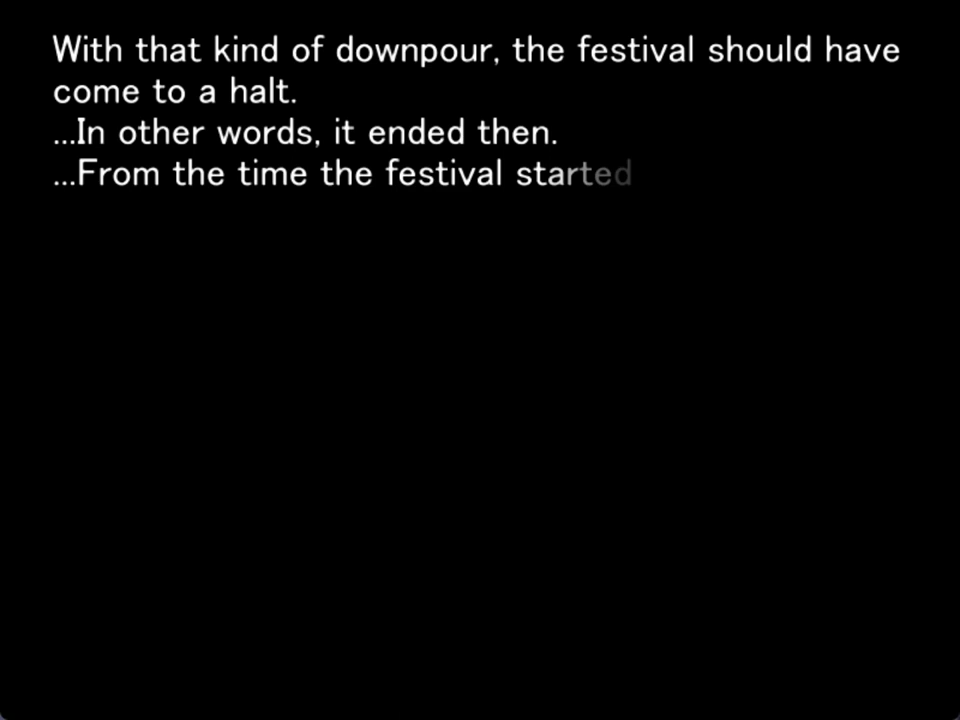 With that kind of downpour, the festival should have
come to a halt.
...In other words, it ended then.
...From the time the festival started